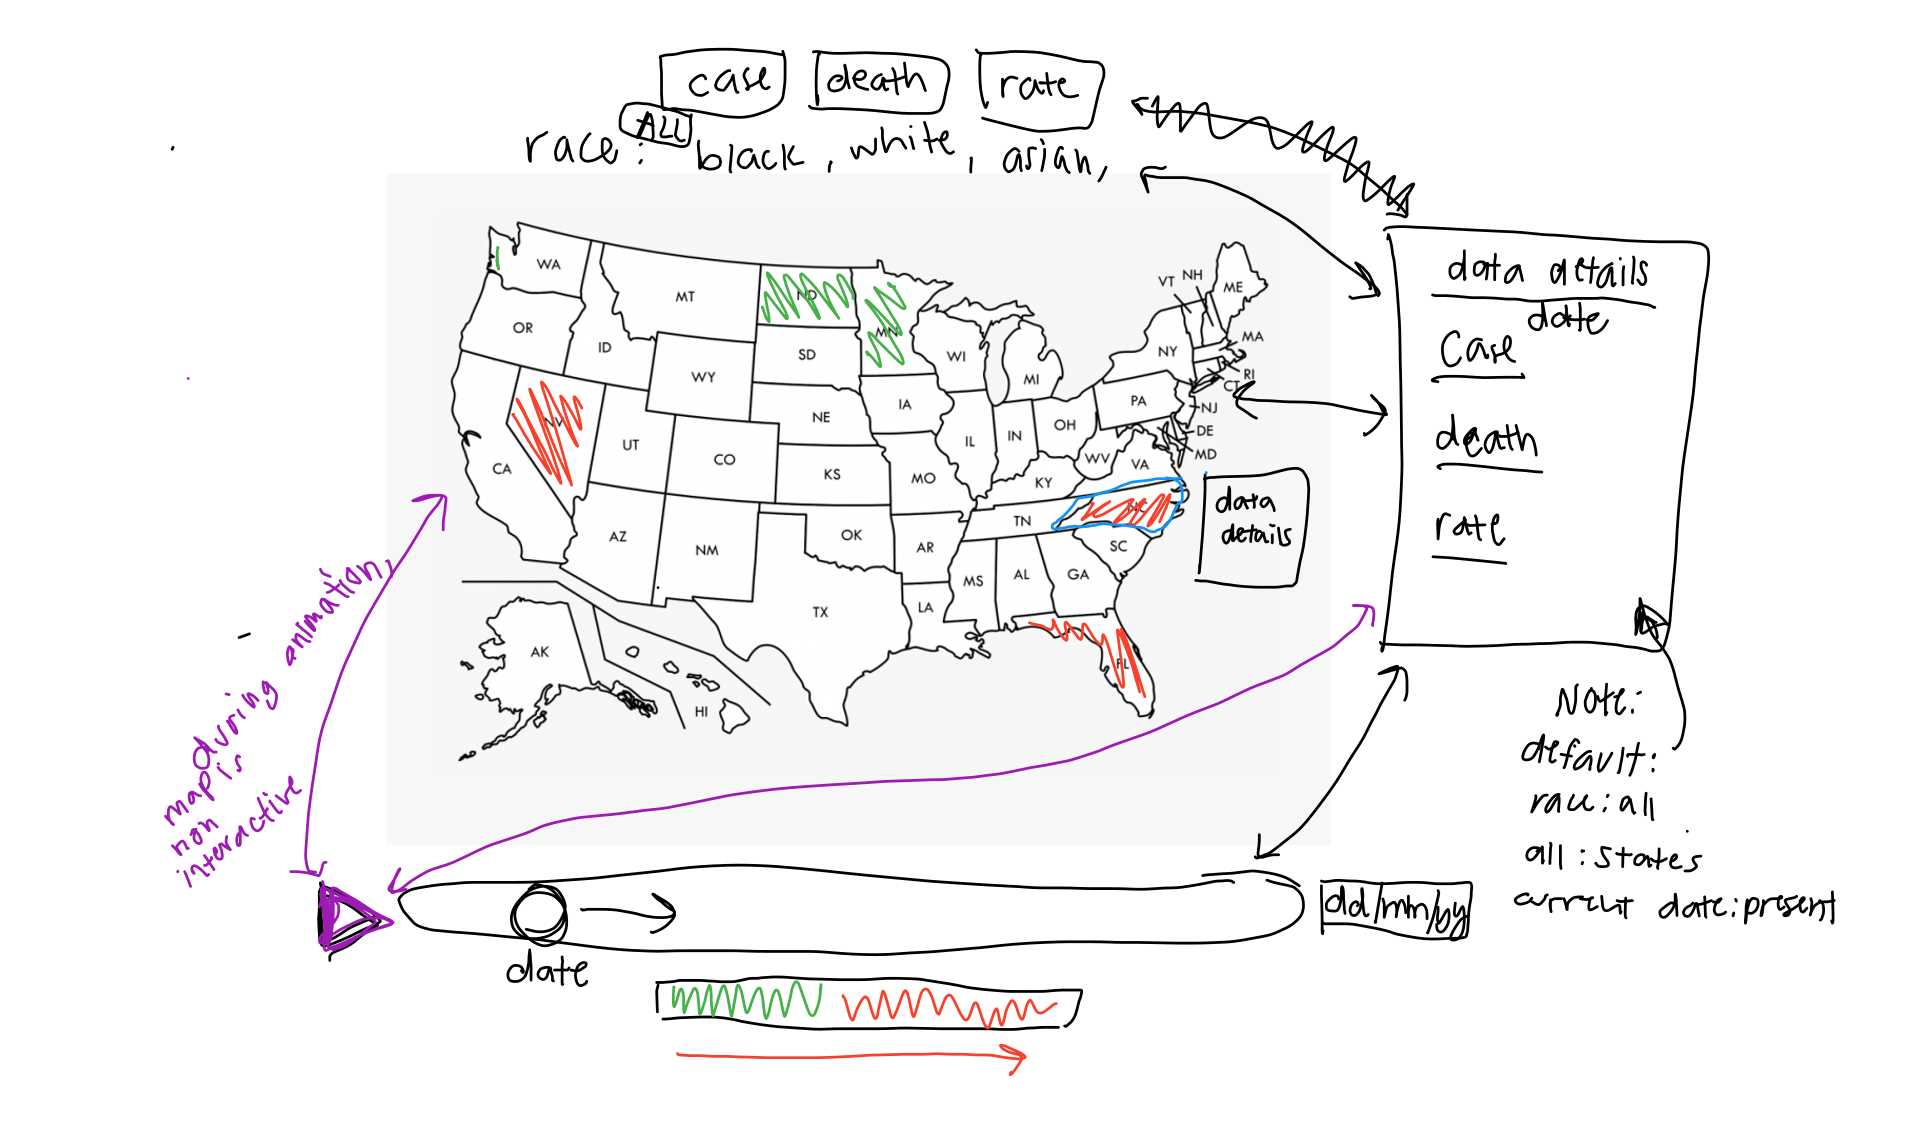 case death rate
ALL
race: black, white, asian,
WA
MT
ND
MN
OR
ID
SD
WY
WI
MI
VT
NH
ME
MA
NY
RI
CT
NE
IA
PA
NJ
NV
UT
CO
KS
MO
IL
IN
OH
DE
MD
WV
VA
CA
KY
NC
AZ
NM
OK
AR
TN
SC
TX
LA
MS
AL
GA
FL
AK
HI
data
details
data details
date
case
death
rate
during animation,
map is
non
interactive
Note:
default:
race: all
all: states
current date: present
dd/mm/yy
date